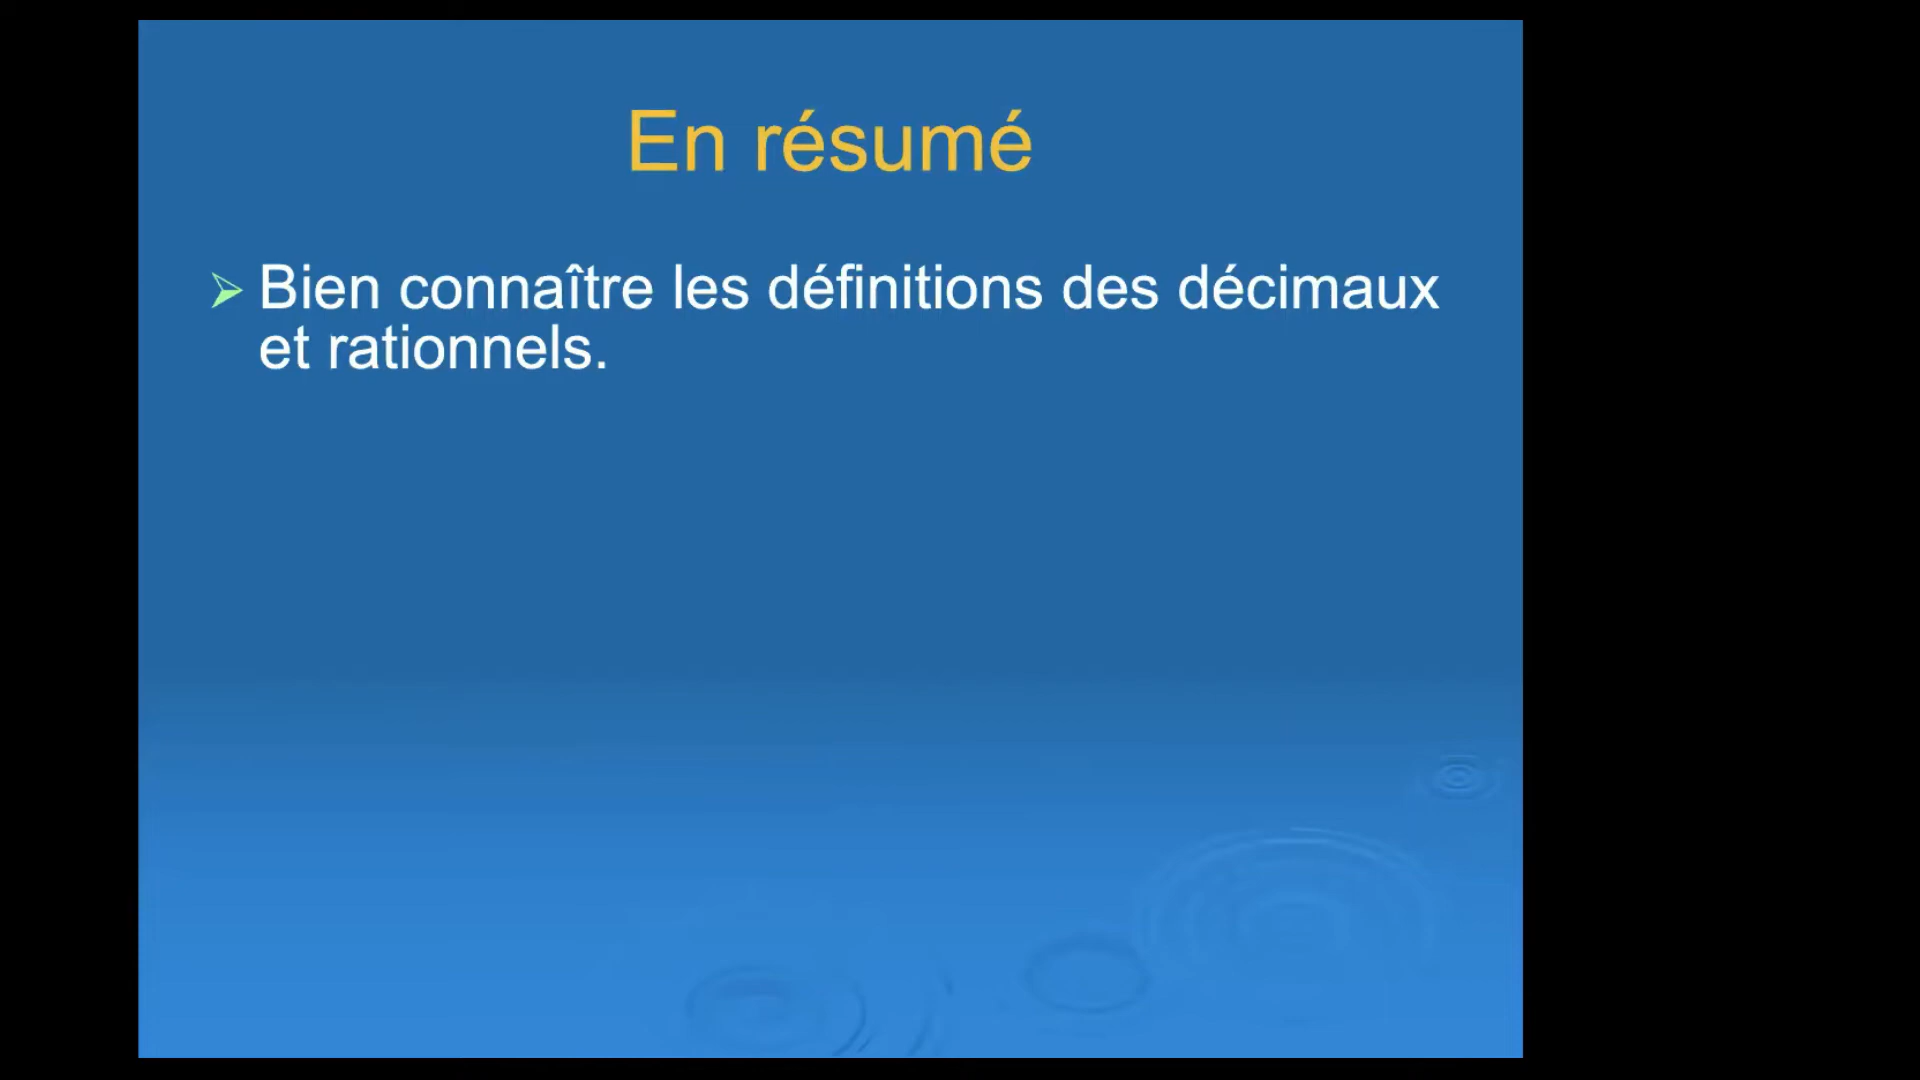 En résumé
Bien connaître les définitions des décimaux
et rationnels.